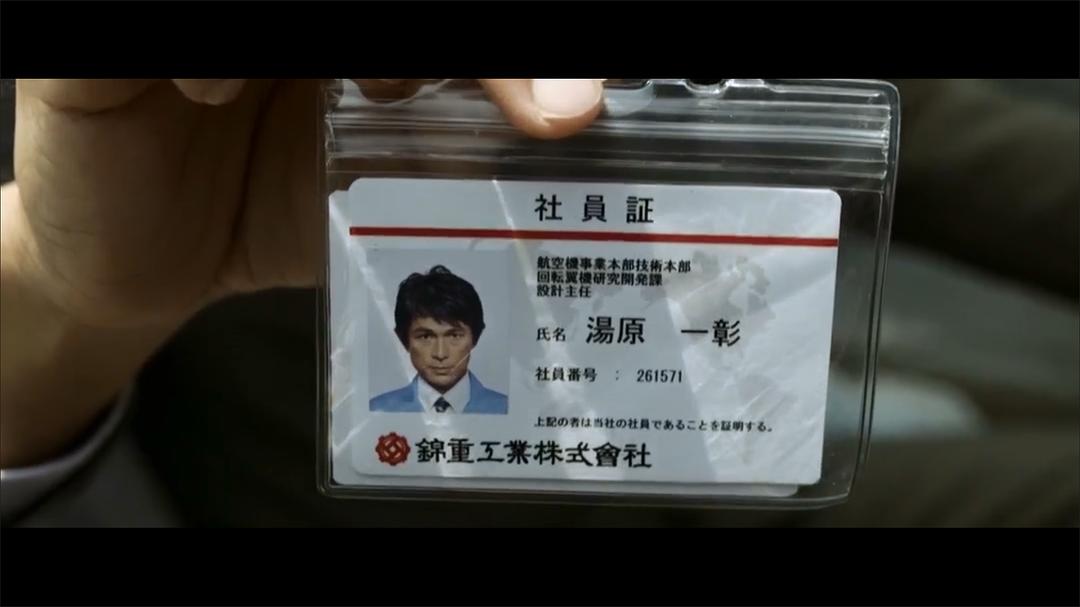 社員証
航空機事業本部技術本部
回転翼機研究開発課
設計主任
氏名 湯原 一彰
社員番号 : 261571
上記の者は当社の社員であることを証明する。
錦重工業株式會社